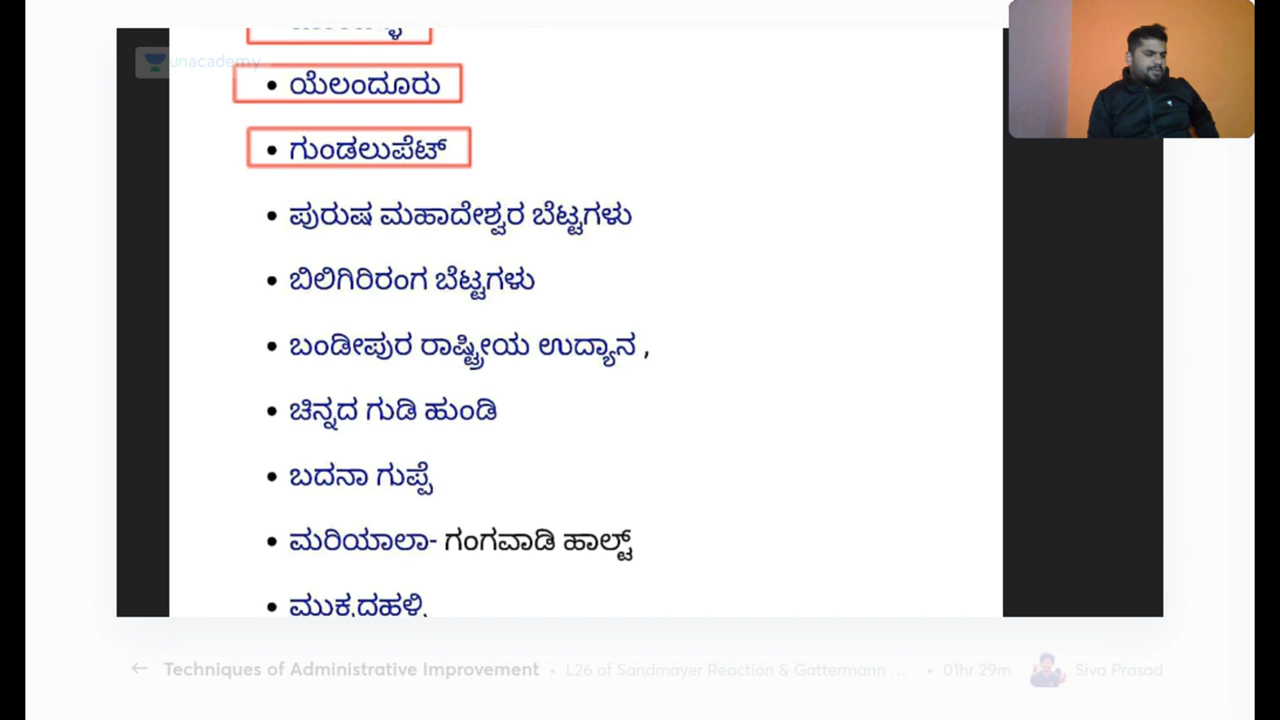 unacademy
• ಯೆಲಂದೂರು
• ಗುಂಡಲುಪೆಟ್
• ಪುರುಷ ಮಹಾದೇಶ್ವರ ಬೆಟ್ಟಗಳು
• ಬಿಲಿಗಿರಿರಂಗ ಬೆಟ್ಟಗಳು
• ಬಂಡೀಪುರ ರಾಷ್ಟ್ರೀಯ ಉದ್ಯಾನ ,
• ಚಿನ್ನದ ಗುಡಿ ಹುಂಡಿ
• ಬದನಾ ಗುಪ್ಪೆ
• ಮರಿಯಾಲಾ- ಗಂಗವಾಡಿ ಹಾಲ್ಟ್
Techniques of Administrative Improvement • L26 of Sandmayer Reaction & Gattermann ... • 01hr 29m Siva Prasad